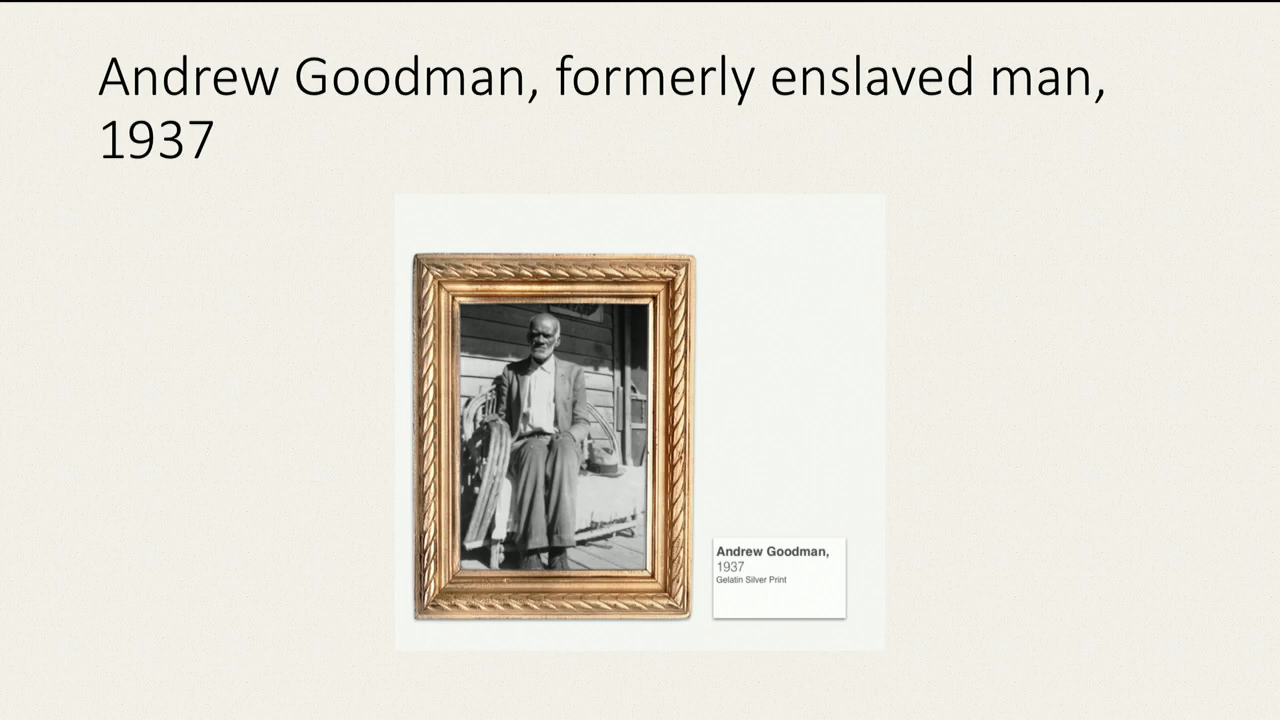 Andrew Goodman, formerly enslaved man,
1937
Andrew Goodman,
1937
Gelatin Silver Print